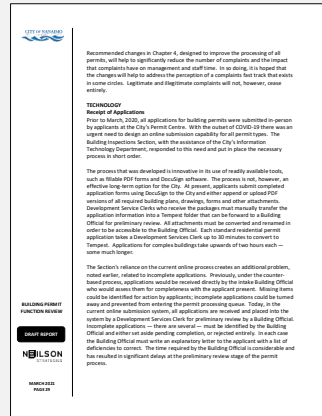 CITY OF NANAIMO
Recommended changes in Chapter 4, designed to improve the processing of all
permits, will help to significantly reduce the number of complaints and the impact
that complaints have on management and staff time. In so doing, it is hoped that
the changes will help to address the perception of a complaints fast track that exists
in some circles. Legitimate and illegitimate complaints will not, however, cease
entirely.
TECHNOLOGY
Receipt of Applications
Prior to March, 2020, all applications for building permits were submitted in-person
by applicants at the City's Permit Centre. With the outset of COVID-19 there was an
urgent need to design an online submission capability for all permit types. The
Building Inspections Section, with the assistance of the City's Information
Technology Department, responded to this need and put in place the necessary
process in short order.
The process that was developed is innovative in its use of readily available tools,
such as fillable PDF forms and DocuSign software. The process is not, however, an
effective long-term option for the City. At present, applicants submit completed
application forms using DocuSign to the City and either append or upload PDF
versions of all required building plans, drawings, forms and other attachments.
Development Service Clerks who receive the packages must manually transfer the
application information into a Tempest folder that can be forward to a Building
Official for preliminary review. All attachments must be converted and renamed in
order to be accessible to the Building Official. Each standard residential permit
application takes a Development Services Clerk up to 30 minutes to convert to
Tempest. Applications for complex buildings take upwards of two hours each —
some much longer.
The Section's reliance on the current online process creates an additional problem,
noted earlier, related to incomplete applications. Previously, under the counter-
based process, applications would be received directly by the intake Building Official
who would assess them for completeness with the applicant present. Missing items
could be identified for action by applicants; incomplete applications could be turned
away and prevented from entering the permit processing queue. Today, in the
current online submission system, all applications are received and placed into the
system by a Development Services Clerk for preliminary review by a Building Official.
Incomplete applications — there are several — must be identified by the Building
Official and either set aside pending completion, or rejected entirely. In each case
the Building Official must write an explanatory letter to the applicant with a list of
deficiencies to correct. The time required by the Building Official is considerable and
has resulted in significant delays at the preliminary review stage of the permit
process.
BUILDING PERMIT
FUNCTION REVIEW
DRAFT REPORT
NEILSON
STRATEGIES
MARCH 2021
PAGE 29